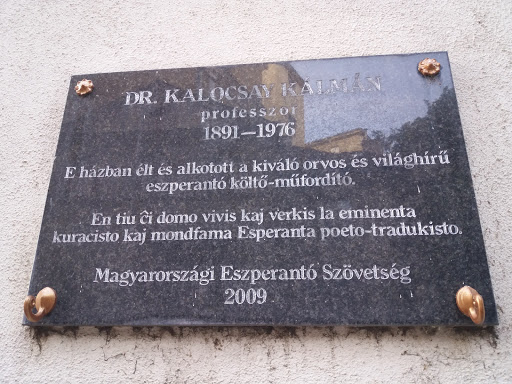 DR. KALOCSAY KÁLMÁN
professzor
1891–1976
E házban élt és alkotott a kiváló orvos és világhírű
eszperantó költő-műfordító.
En tiu ĉi domo vivis kaj verkis la eminenta
kuracisto kaj mondfama Esperanta poeto-tradukisto.
Magyarországi Eszperantó Szövetség
2009